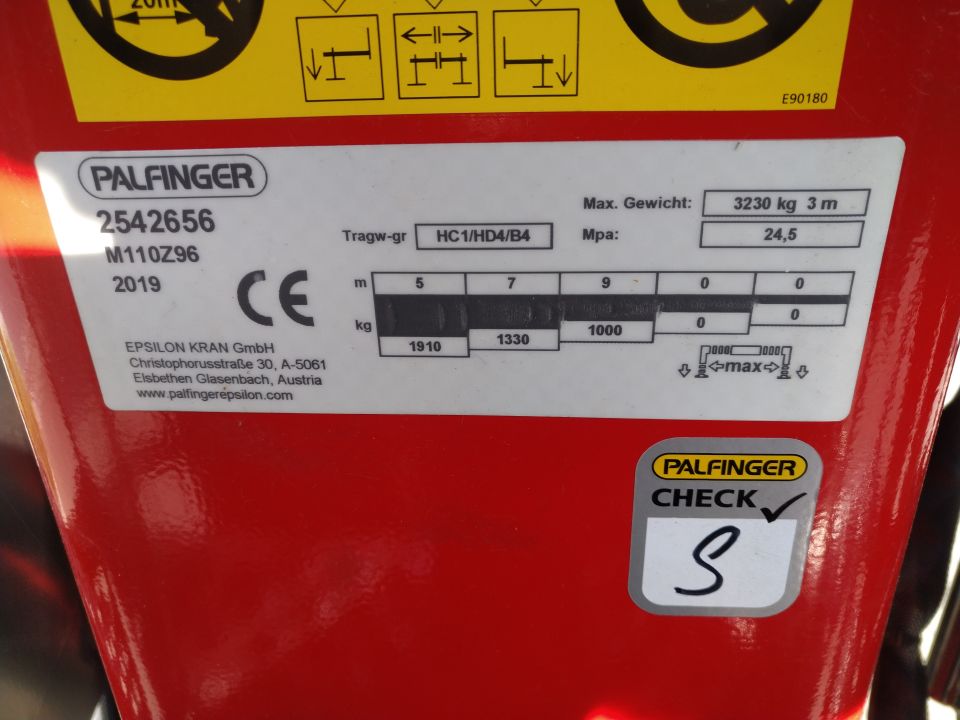 20m
E90180
PALFINGER
2542656
M110Z96
2019
CE
EPSILON KRAN GmbH
Christophorusstraße 30, A-5061
Elsbethen Glasenbach, Austria
www.palfingerepsilon.com
Tragw-gr HC1/HD4/B4
Max. Gewicht: 3230 kg 3 m
Mpa: 24,5
m 5 7 9 0 0
kg 1910 1330 1000 0 0
max
PALFINGER
CHECK
S